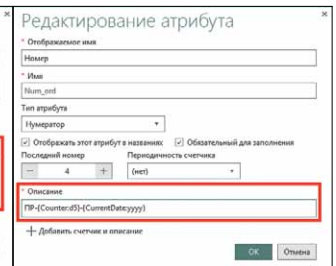 Редактирование атрибута
* Отображаемое имя
Номер
* Имя
Num_ord
Тип атрибута
Нумератор
Отображать этот атрибут в названиях Обязательный для заполнения
Последний номер Периодичность счетчика
− 4 + (нет)
* Описание
ПР-{Counter:d5}-{CurrentDate:yyyy}
+ Добавить счетчик и описание
OK Отмена